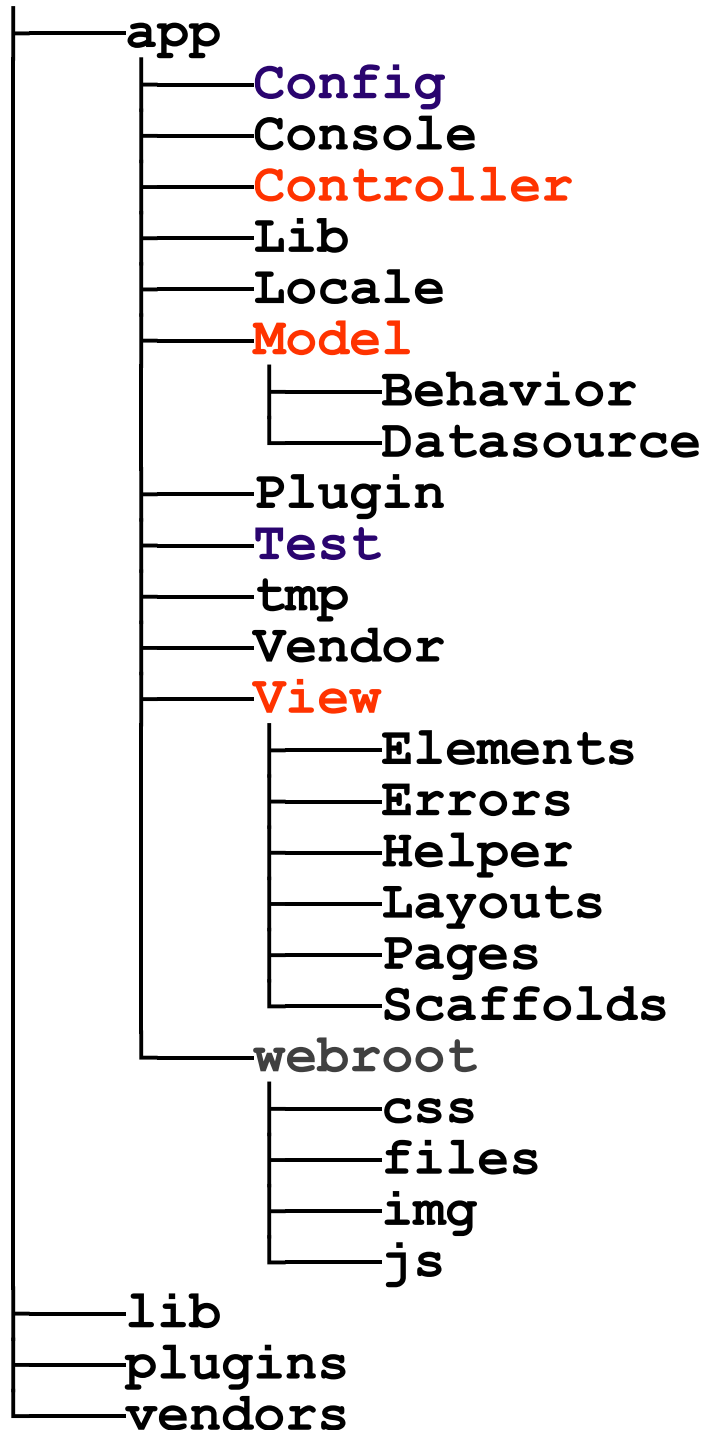 app
Config
Console
Controller
Lib
Locale
Model
Behavior
Datasource
Plugin
Test
tmp
Vendor
View
Elements
Errors
Helper
Layouts
Pages
Scaffolds
webroot
css
files
img
js
lib
plugins
vendors